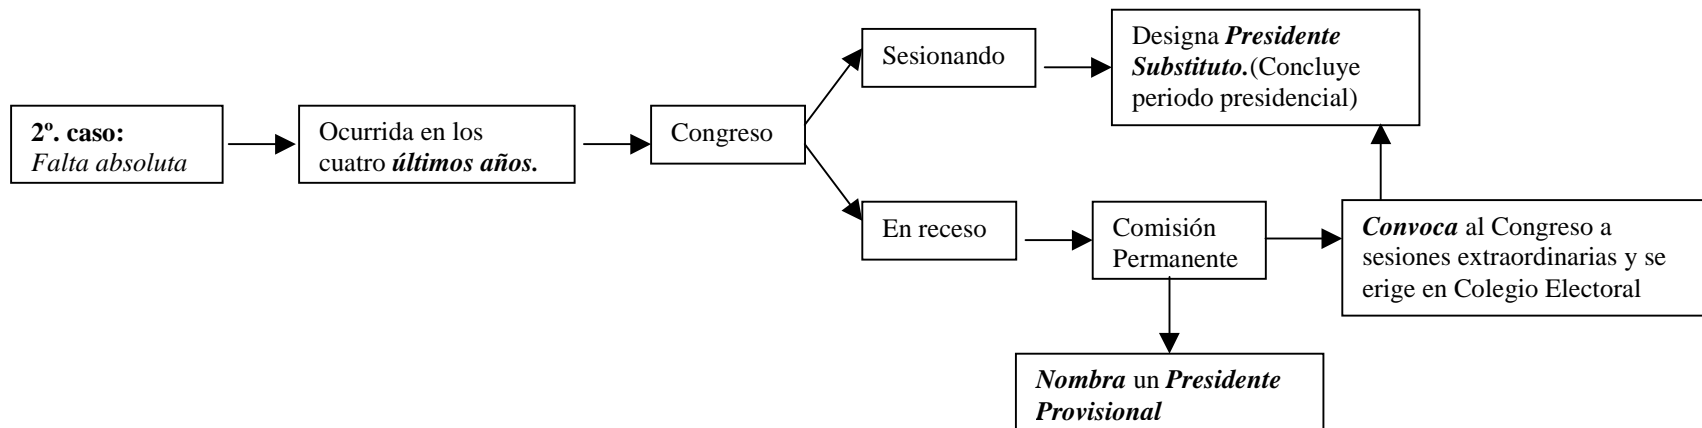 2º. caso:
Falta absoluta
Ocurrida en los
cuatro últimos años.
Congreso
Sesionando
Designa Presidente
Substituto.(Concluye
periodo presidencial)
En receso
Comisión
Permanente
Convoca al Congreso a
sesiones extraordinarias y se
erige en Colegio Electoral
Nombra un Presidente
Provisional